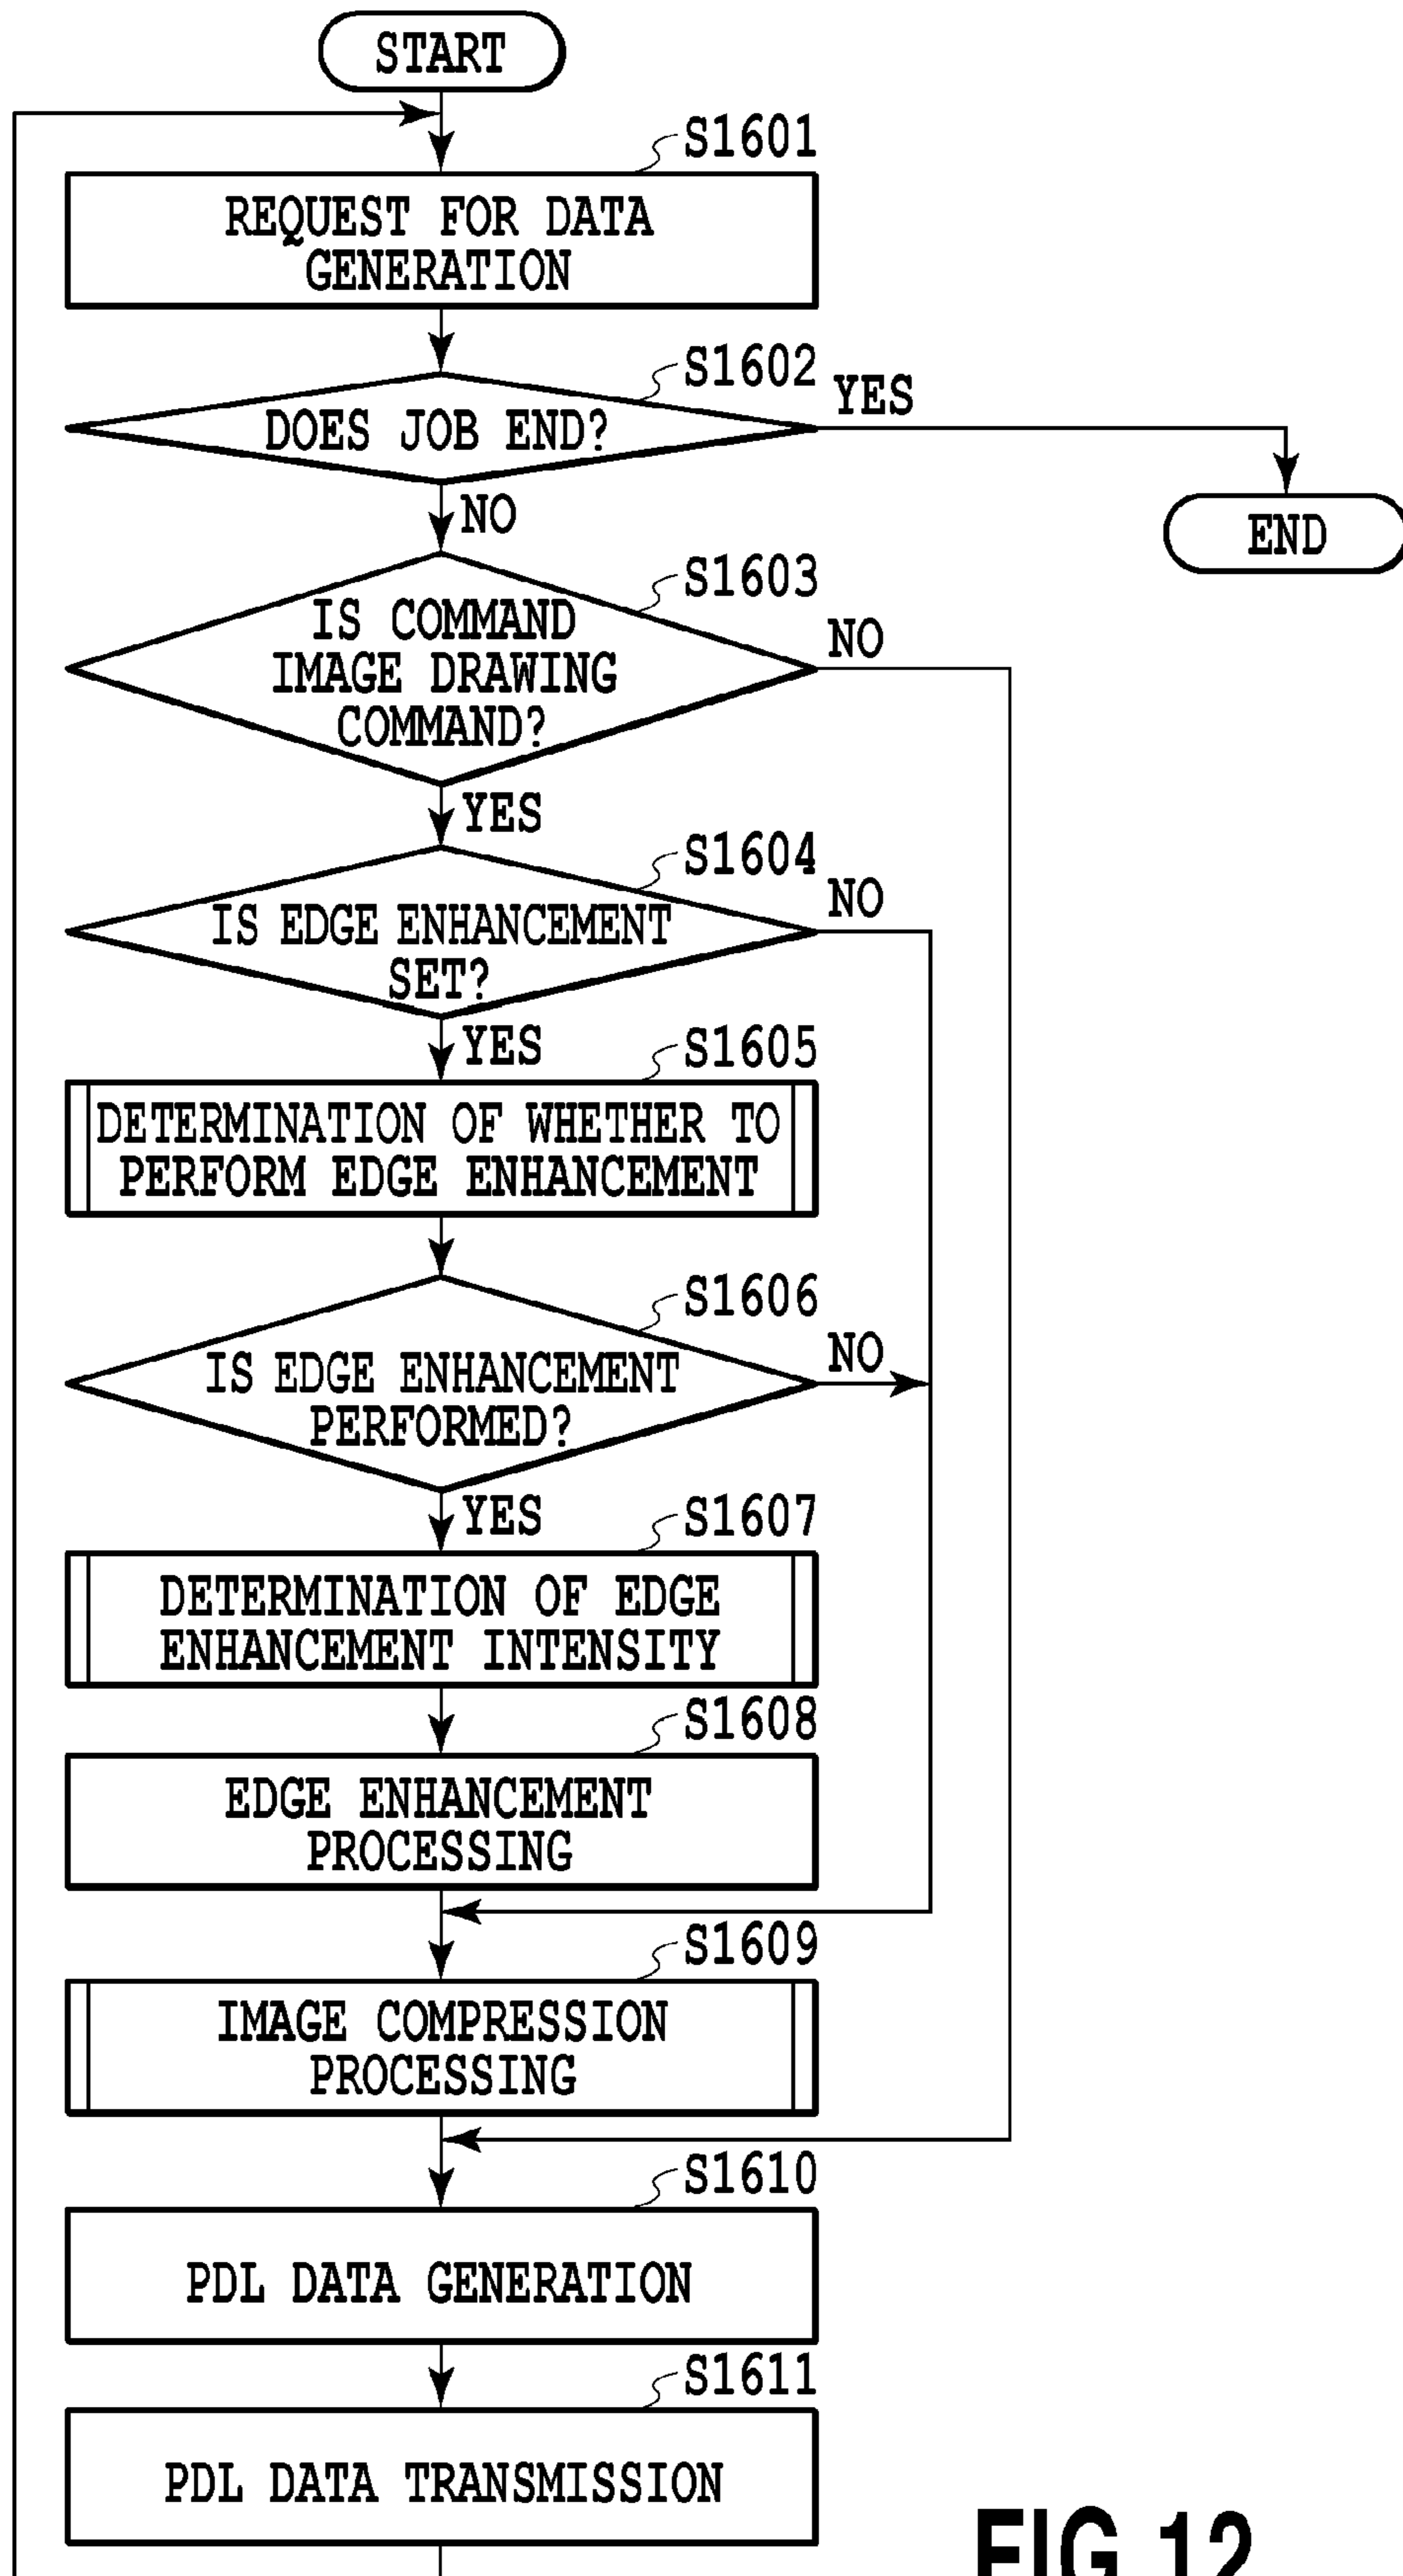 START
S1601
REQUEST FOR DATA
GENERATION
S1602
DOES JOB END?
YES
NO
END
S1603
IS COMMAND
IMAGE DRAWING
COMMAND?
NO
YES
S1604
IS EDGE ENHANCEMENT
SET?
NO
YES
S1605
DETERMINATION OF WHETHER TO
PERFORM EDGE ENHANCEMENT
S1606
IS EDGE ENHANCEMENT
PERFORMED?
NO
YES
S1607
DETERMINATION OF EDGE
ENHANCEMENT INTENSITY
S1608
EDGE ENHANCEMENT
PROCESSING
S1609
IMAGE COMPRESSION
PROCESSING
S1610
PDL DATA GENERATION
S1611
PDL DATA TRANSMISSION
FIG.12